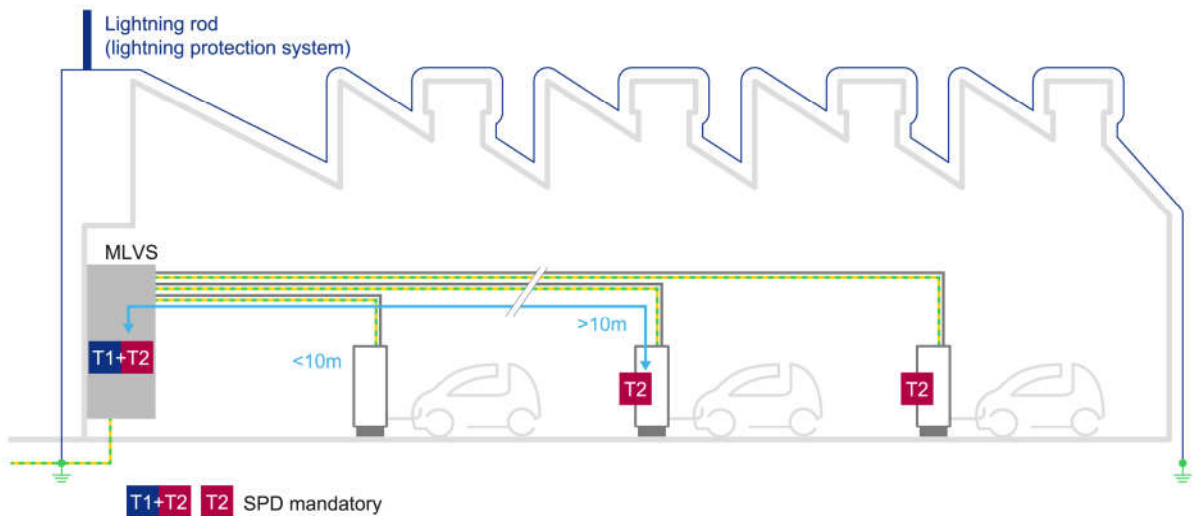 Lightning rod
(lightning protection system)
MLVS
>10m
T1+T2
<10m
T2
T2
T1+T2 T2 SPD mandatory